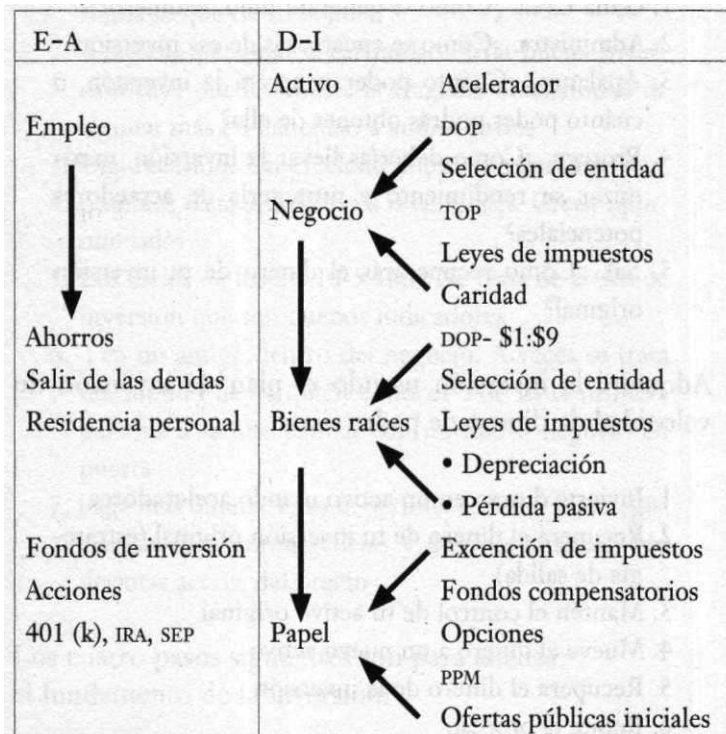 E-A D-I
Activo Acelerador
Empleo DOP
Selección de entidad
Negocio TOP
Leyes de impuestos
Caridad
Ahorros DOP- $1:$9
Salir de las deudas Selección de entidad
Residencia personal Bienes raíces Leyes de impuestos
• Depreciación
• Pérdida pasiva
Fondos de inversión Excención de impuestos
Acciones Fondos compensatorios
401 (k), IRA, SEP Papel Opciones
PPM
Ofertas públicas iniciales